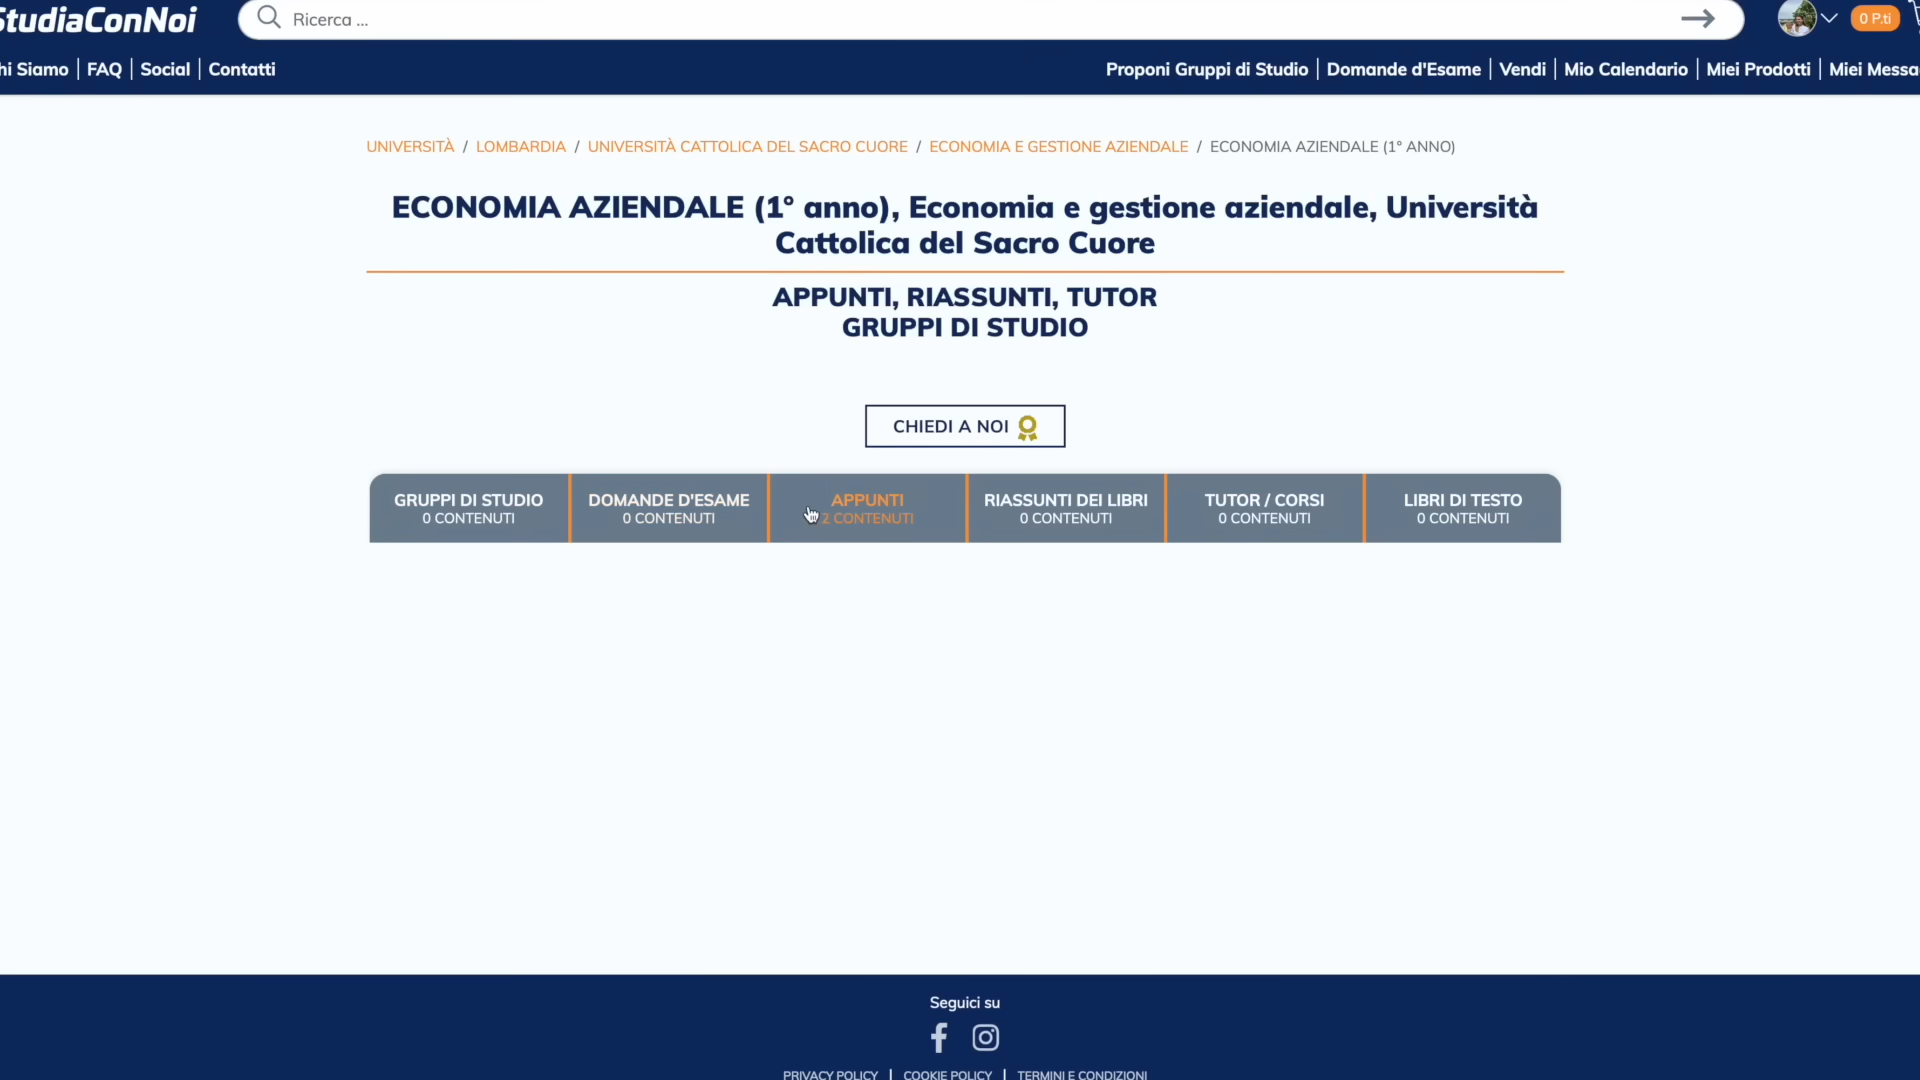 StudiaConNoi
Ricerca ...
0 P.ti
hi Siamo | FAQ | Social | Contatti
Proponi Gruppi di Studio | Domande d'Esame | Vendi | Mio Calendario | Miei Prodotti | Miei Messa
UNIVERSITÀ / LOMBARDIA / UNIVERSITÀ CATTOLICA DEL SACRO CUORE / ECONOMIA E GESTIONE AZIENDALE / ECONOMIA AZIENDALE (1° ANNO)
ECONOMIA AZIENDALE (1° anno), Economia e gestione aziendale, Università
Cattolica del Sacro Cuore
APPUNTI, RIASSUNTI, TUTOR
GRUPPI DI STUDIO
CHIEDI A NOI
GRUPPI DI STUDIO
0 CONTENUTI
DOMANDE D'ESAME
0 CONTENUTI
APPUNTI
2 CONTENUTI
RIASSUNTI DEI LIBRI
0 CONTENUTI
TUTOR / CORSI
0 CONTENUTI
LIBRI DI TESTO
0 CONTENUTI
Seguici su
PRIVACY POLICY | COOKIE POLICY | TERMINI E CONDIZIONI